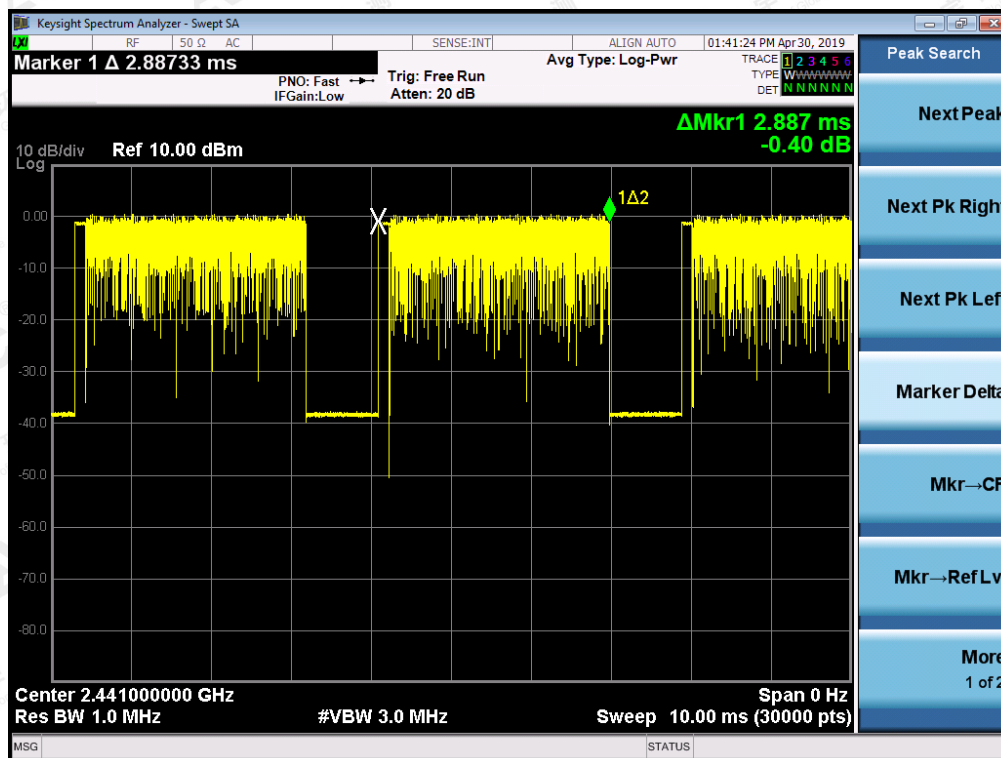 Keysight Spectrum Analyzer - Swept SA
LXI RF 50 Ω AC SENSE:INT ALIGN AUTO 01:41:24 PM Apr 30, 2019
Marker 1 Δ 2.88733 ms
PNO: Fast
IFGain:Low
Trig: Free Run
Atten: 20 dB
Avg Type: Log-Pwr
TRACE 1 2 3 4 5 6
TYPE WWWWWW
DET N N N N N N
ΔMkr1 2.887 ms
-0.40 dB
10 dB/div Ref 10.00 dBm
Log
1Δ2
0.00
-10.0
-20.0
-30.0
-40.0
-50.0
-60.0
-70.0
-80.0
Center 2.441000000 GHz Span 0 Hz
Res BW 1.0 MHz #VBW 3.0 MHz Sweep 10.00 ms (30000 pts)
MSG STATUS
Peak Search
Next Peak
Next Pk Right
Next Pk Left
Marker Delta
Mkr→CF
Mkr→Ref Lv
More
1 of 2